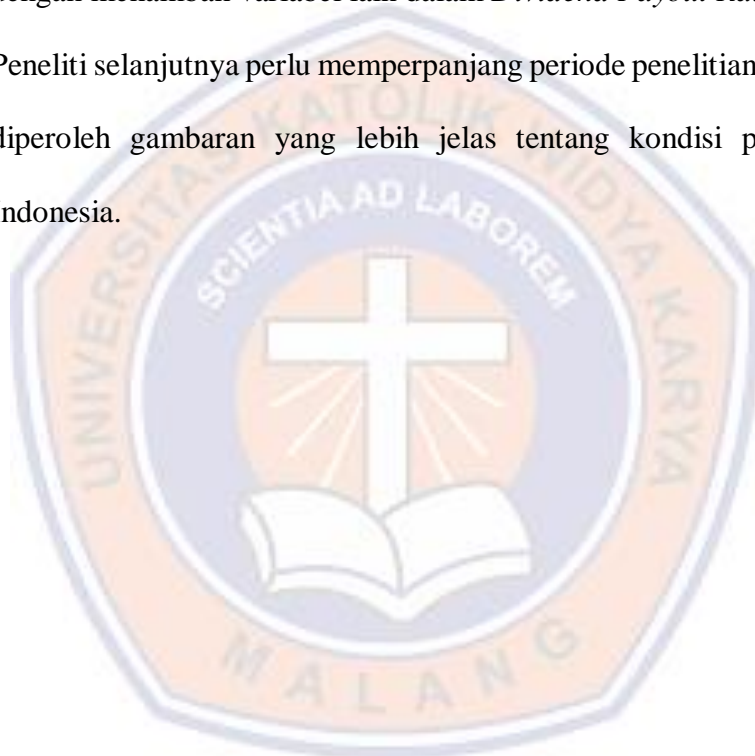 Peneliti selanjutnya perlu memperpanjang periode penelitian
diperoleh gambaran yang lebih jelas tentang kondisi p
Indonesia.
UNIVERSITAS KATOLIK WIDYA KARYA
SCIENTIA AD LABOREM
MALANG